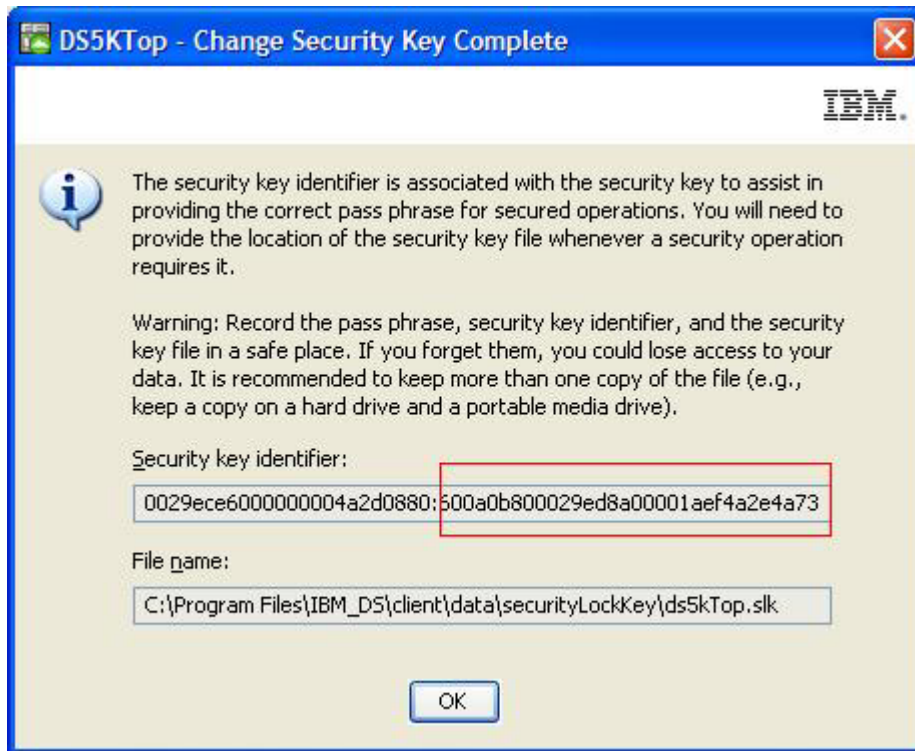 DS5KTop - Change Security Key Complete
IBM.
The security key identifier is associated with the security key to assist in
providing the correct pass phrase for secured operations. You will need to
provide the location of the security key file whenever a security operation
requires it.
Warning: Record the pass phrase, security key identifier, and the security
key file in a safe place. If you forget them, you could lose access to your
data. It is recommended to keep more than one copy of the file (e.g.,
keep a copy on a hard drive and a portable media drive).
Security key identifier:
0029ece6000000004a2d0880:600a0b800029ed8a00001aef4a2e4a73
File name:
C:\Program Files\IBM_DS\client\data\securityLockKey\ds5kTop.slk
OK